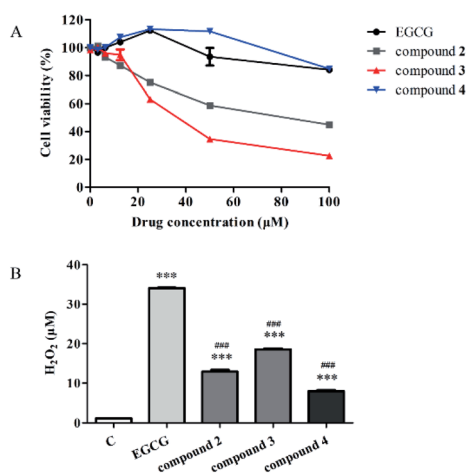 A
Cell viability (%)
120
100
80
60
40
20
0
0
20
40
60
80
100
Drug concentration (μM)
EGCG
compound 2
compound 3
compound 4
B
H₂O₂ (μM)
40
30
20
10
0
***
###
***
###
***
###
***
C
EGCG
compound 2
compound 3
compound 4